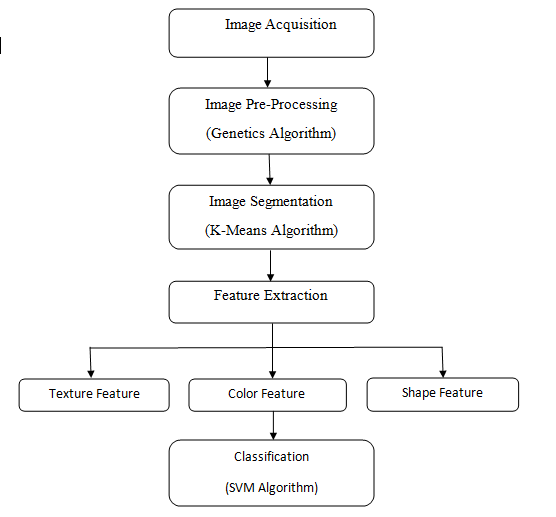 Image Acquisition
Image Pre-Processing
(Genetics Algorithm)
Image Segmentation
(K-Means Algorithm)
Feature Extraction
Texture Feature
Color Feature
Shape Feature
Classification
(SVM Algorithm)